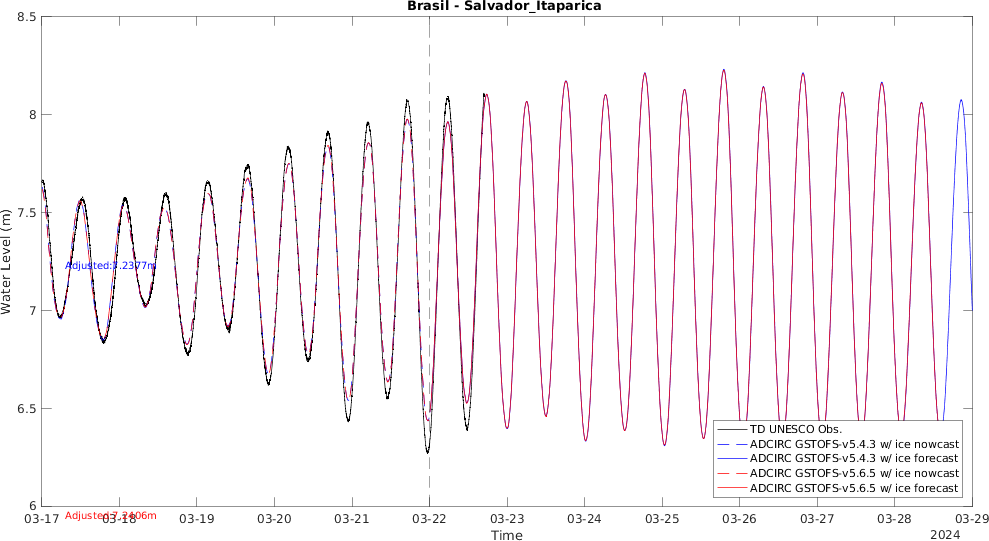 Brasil - Salvador_Itaparica
8.5
8
7.5
7
6.5
6
Water Level (m)
Adjusted:7.2377m
Adjusted:7.2406m
TD UNESCO Obs.
ADCIRC GSTOFS-v5.4.3 w/ ice nowcast
ADCIRC GSTOFS-v5.4.3 w/ ice forecast
ADCIRC GSTOFS-v5.6.5 w/ ice nowcast
ADCIRC GSTOFS-v5.6.5 w/ ice forecast
03-17 03-18 03-19 03-20 03-21 03-22 03-23 03-24 03-25 03-26 03-27 03-28 03-29
Time
2024